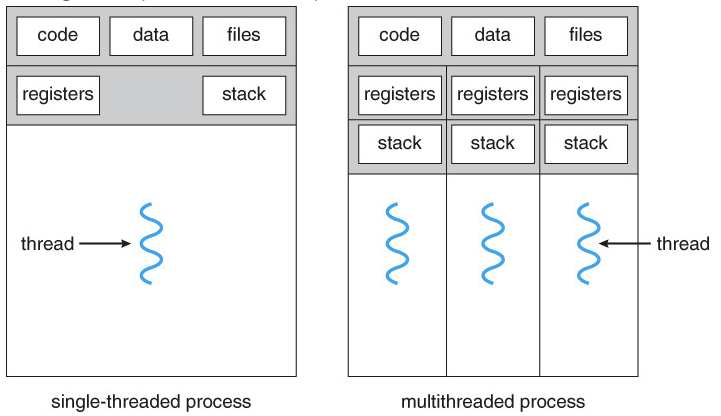 code data files
registers stack
thread
single-threaded process
code data files
registers registers registers
stack stack stack
thread
multithreaded process